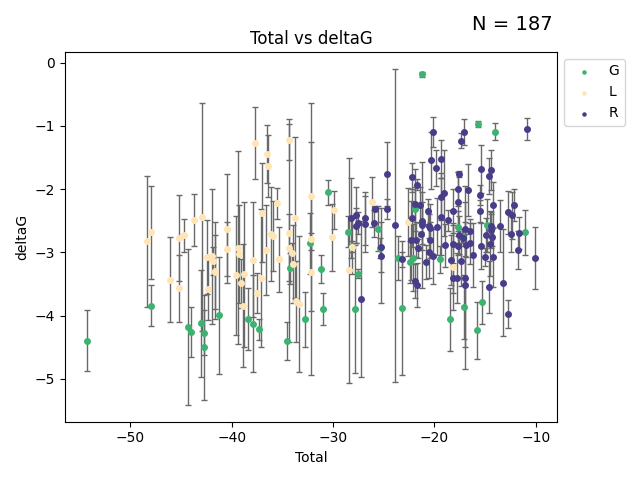 N = 187
Total vs deltaG
G
L
R
deltaG
0
−1
−2
−3
−4
−5
−50 −40 −30 −20 −10
Total